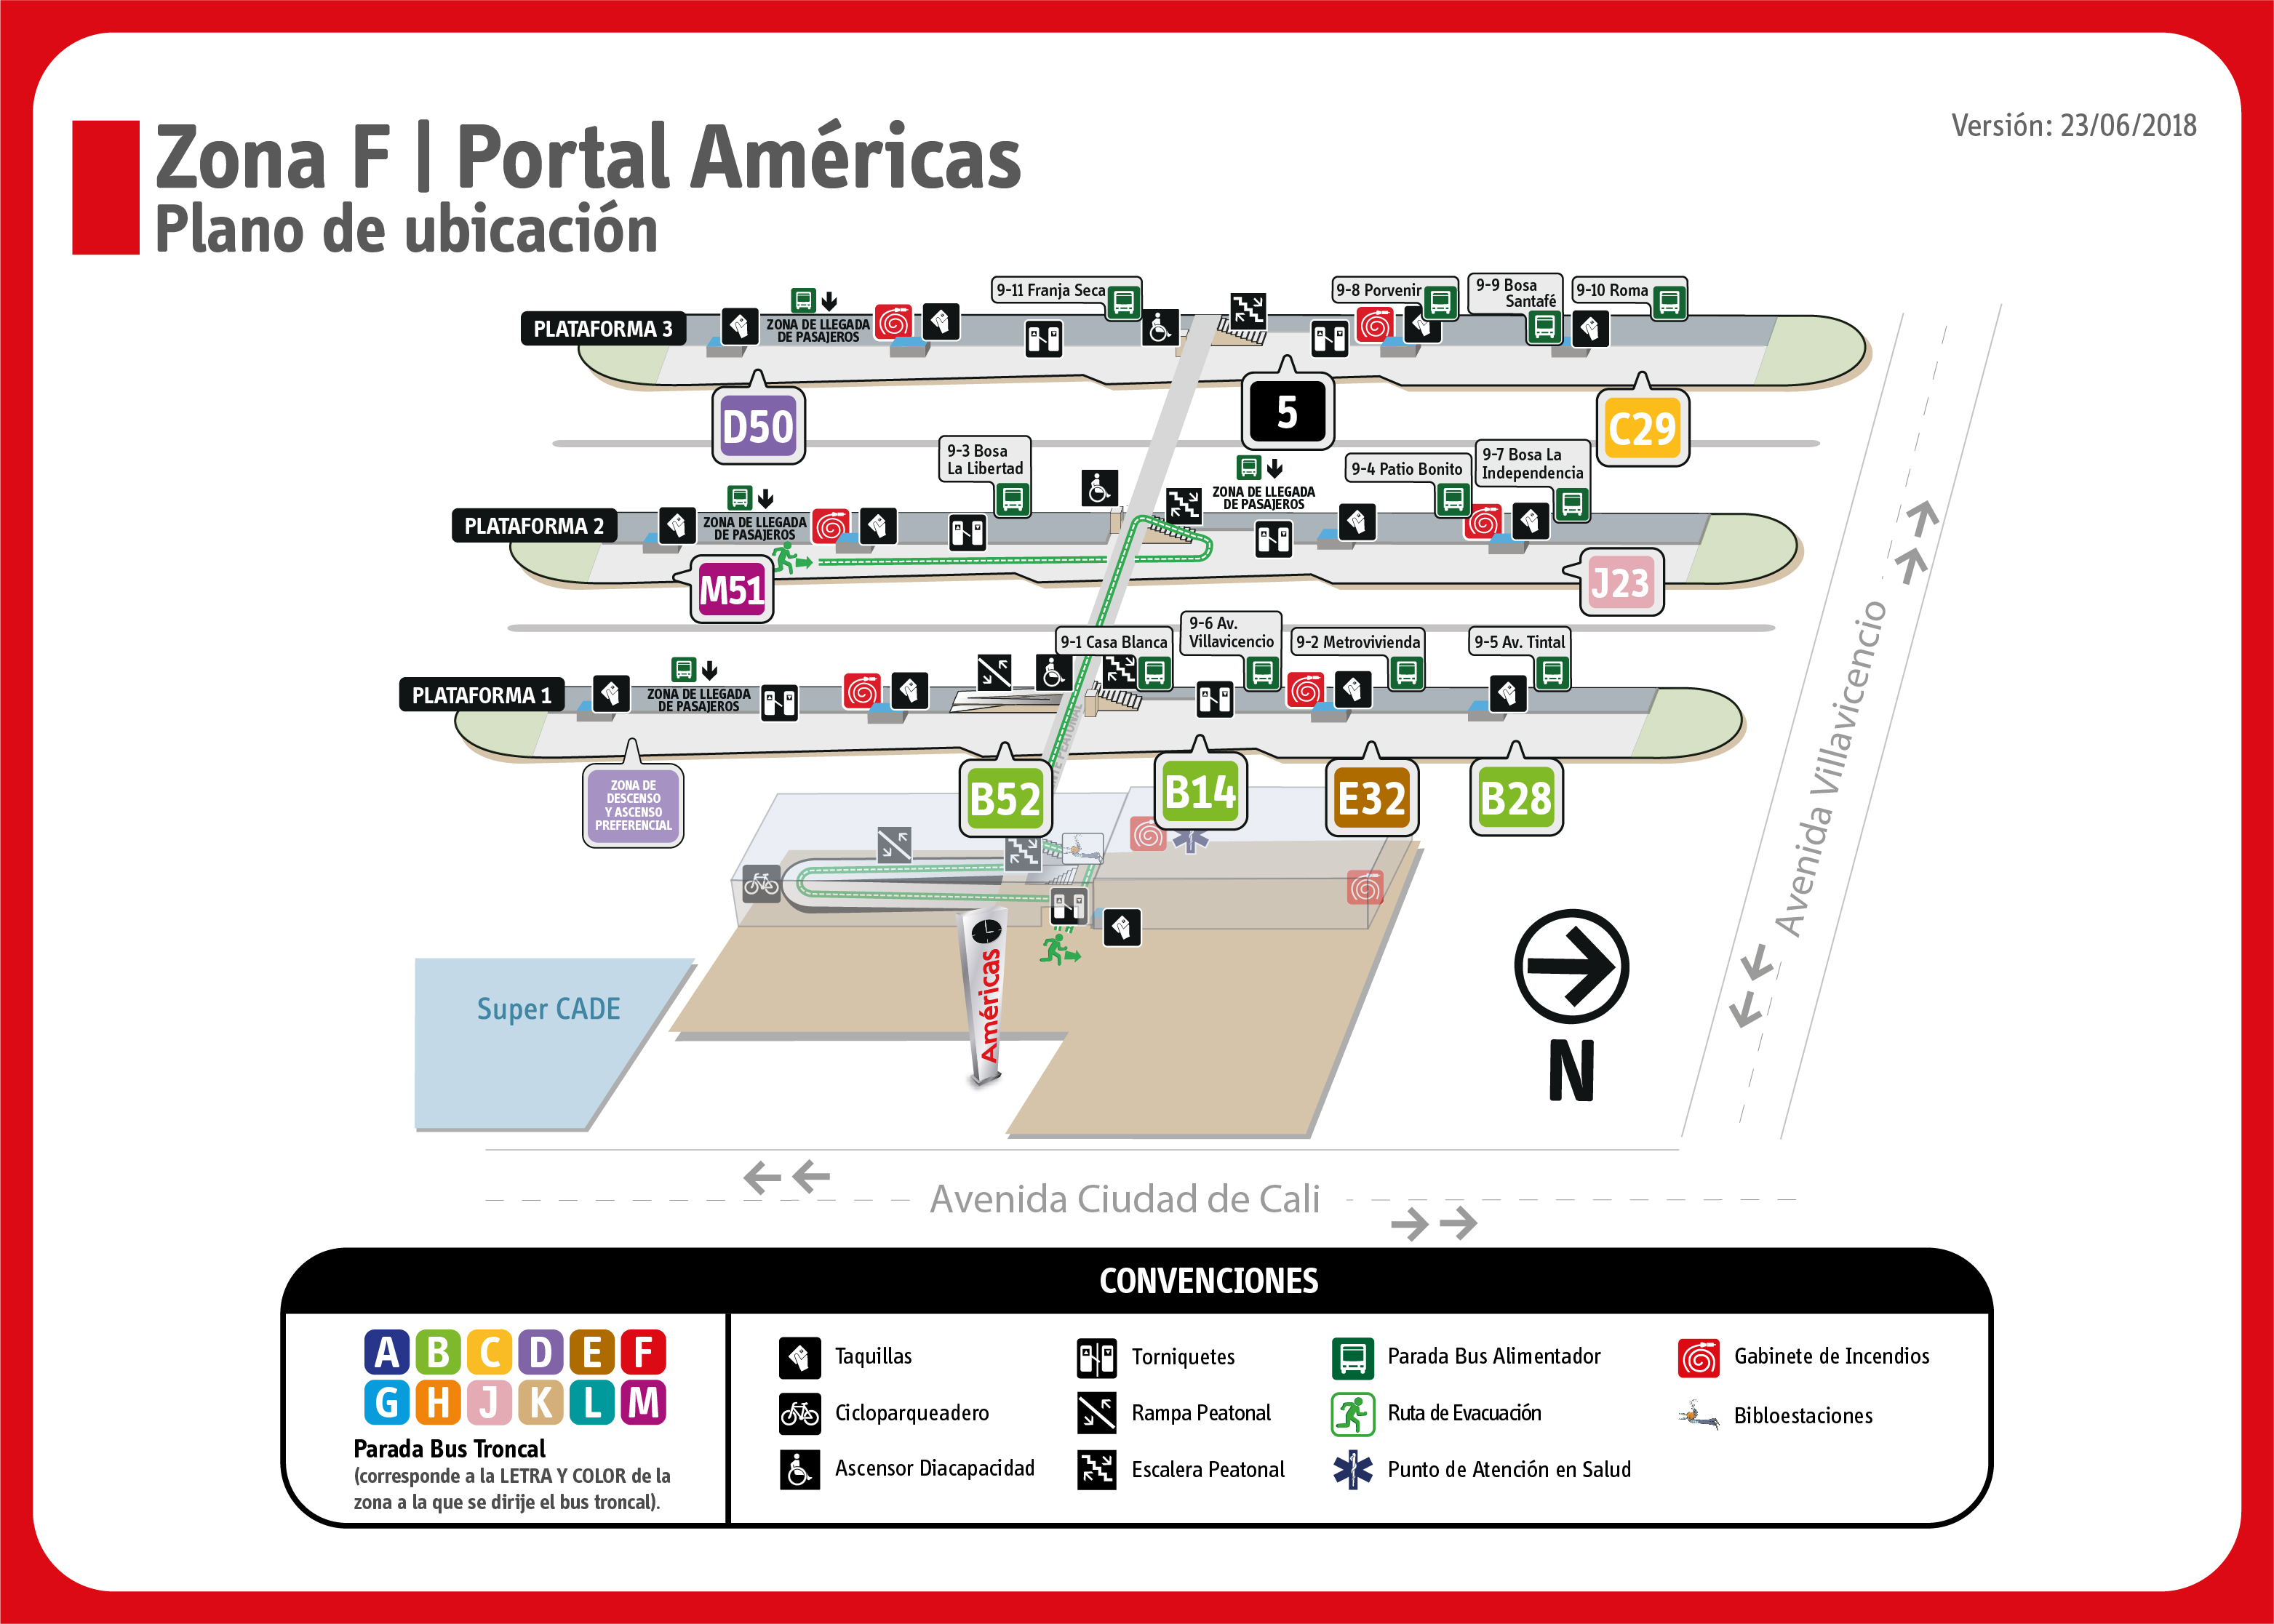 Zona F | Portal Américas
Plano de ubicación
Versión: 23/06/2018
PLATAFORMA 3
ZONA DE LLEGADA
DE PASAJEROS
9-11 Franja Seca
9-8 Porvenir
9-9 Bosa
Santafé
9-10 Roma
D50
5
C29
PLATAFORMA 2
ZONA DE LLEGADA
DE PASAJEROS
9-3 Bosa
La Libertad
ZONA DE LLEGADA
DE PASAJEROS
9-4 Patio Bonito
9-7 Bosa La
Independencia
M51
J23
PLATAFORMA 1
ZONA DE LLEGADA
DE PASAJEROS
9-1 Casa Blanca
9-6 Av.
Villavicencio
9-2 Metrovivienda
9-5 Av. Tintal
ZONA DE
DESCENSO
Y ASCENSO
PREFERENCIAL
B52
B14
E32
B28
PEATONAL
Américas
Super CADE
N
Avenida Villavicencio
Avenida Ciudad de Cali
CONVENCIONES
A B C D E F
G H J K L M
Parada Bus Troncal
(corresponde a la LETRA Y COLOR de la
zona a la que se dirije el bus troncal).
Taquillas
Cicloparqueadero
Ascensor Diacapacidad
Torniquetes
Rampa Peatonal
Escalera Peatonal
Parada Bus Alimentador
Ruta de Evacuación
Punto de Atención en Salud
Gabinete de Incendios
Bibloestaciones